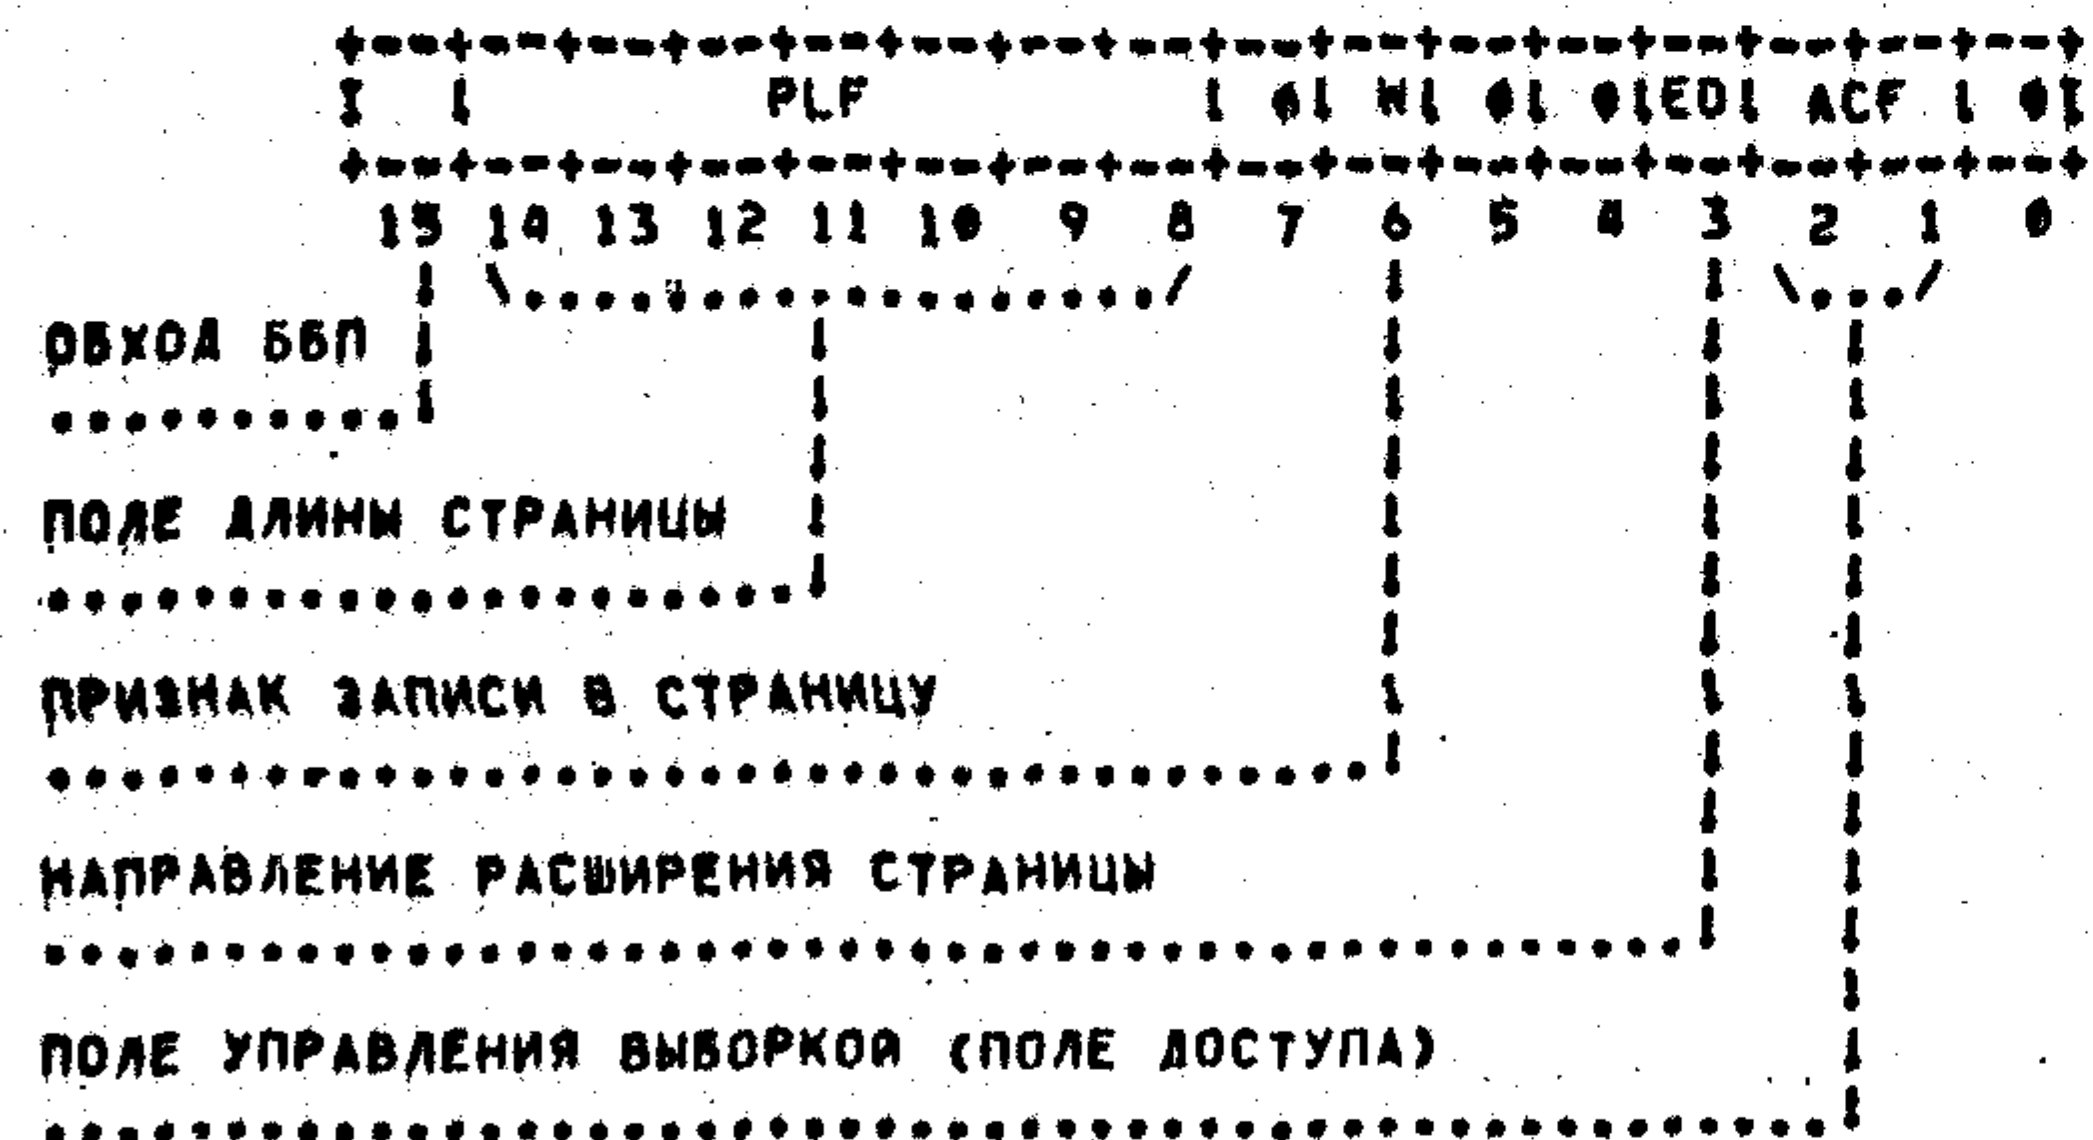 +--+--+--+--+--+--+--+--+--+--+--+--+--+--+--+--+
I | PLF | 0| W| 0| 0|ED| ACF | 0I
+--+--+--+--+--+--+--+--+--+--+--+--+--+--+--+--+
15 14 13 12 11 10 9 8 7 6 5 4 3 2 1 0
ОБХОД ББП
ПОЛЕ ДЛИНЫ СТРАНИЦЫ
ПРИЗНАК ЗАПИСИ В СТРАНИЦУ
НАПРАВЛЕНИЕ РАСШИРЕНИЯ СТРАНИЦЫ
ПОЛЕ УПРАВЛЕНИЯ ВЫБОРКОЙ (ПОЛЕ ДОСТУПА)